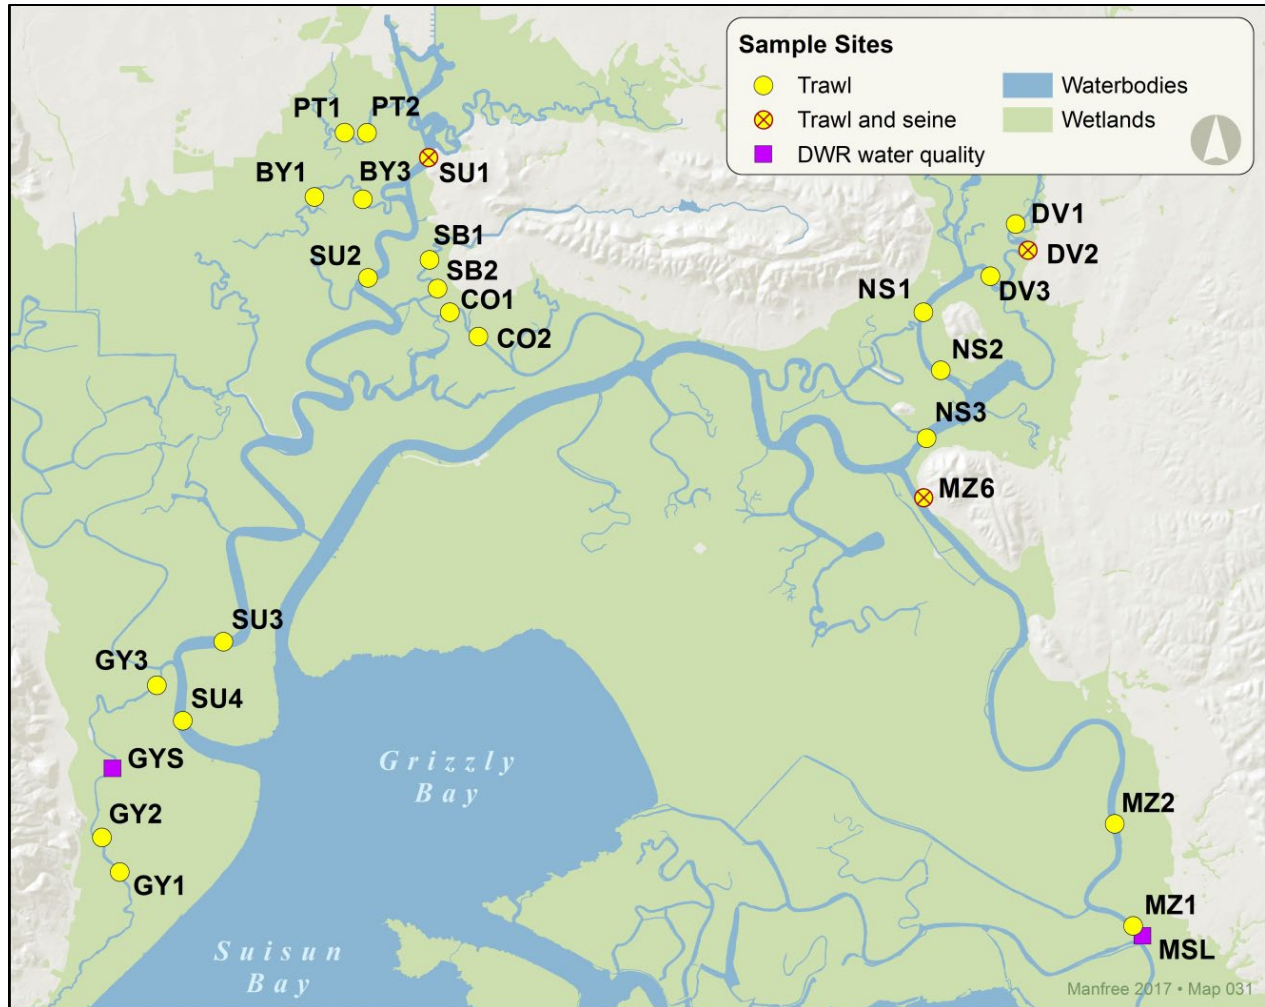 Sample Sites
Trawl
Trawl and seine
DWR water quality
Waterbodies
Wetlands
PT1
PT2
BY1
BY3
SU1
SU2
SB1
SB2
CO1
CO2
DV1
DV2
DV3
NS1
NS2
NS3
MZ6
SU3
GY3
SU4
GYS
GY2
GY1
Grizzly
Bay
Suisun
Bay
MZ2
MZ1
MSL
Manfree 2017 • Map 031